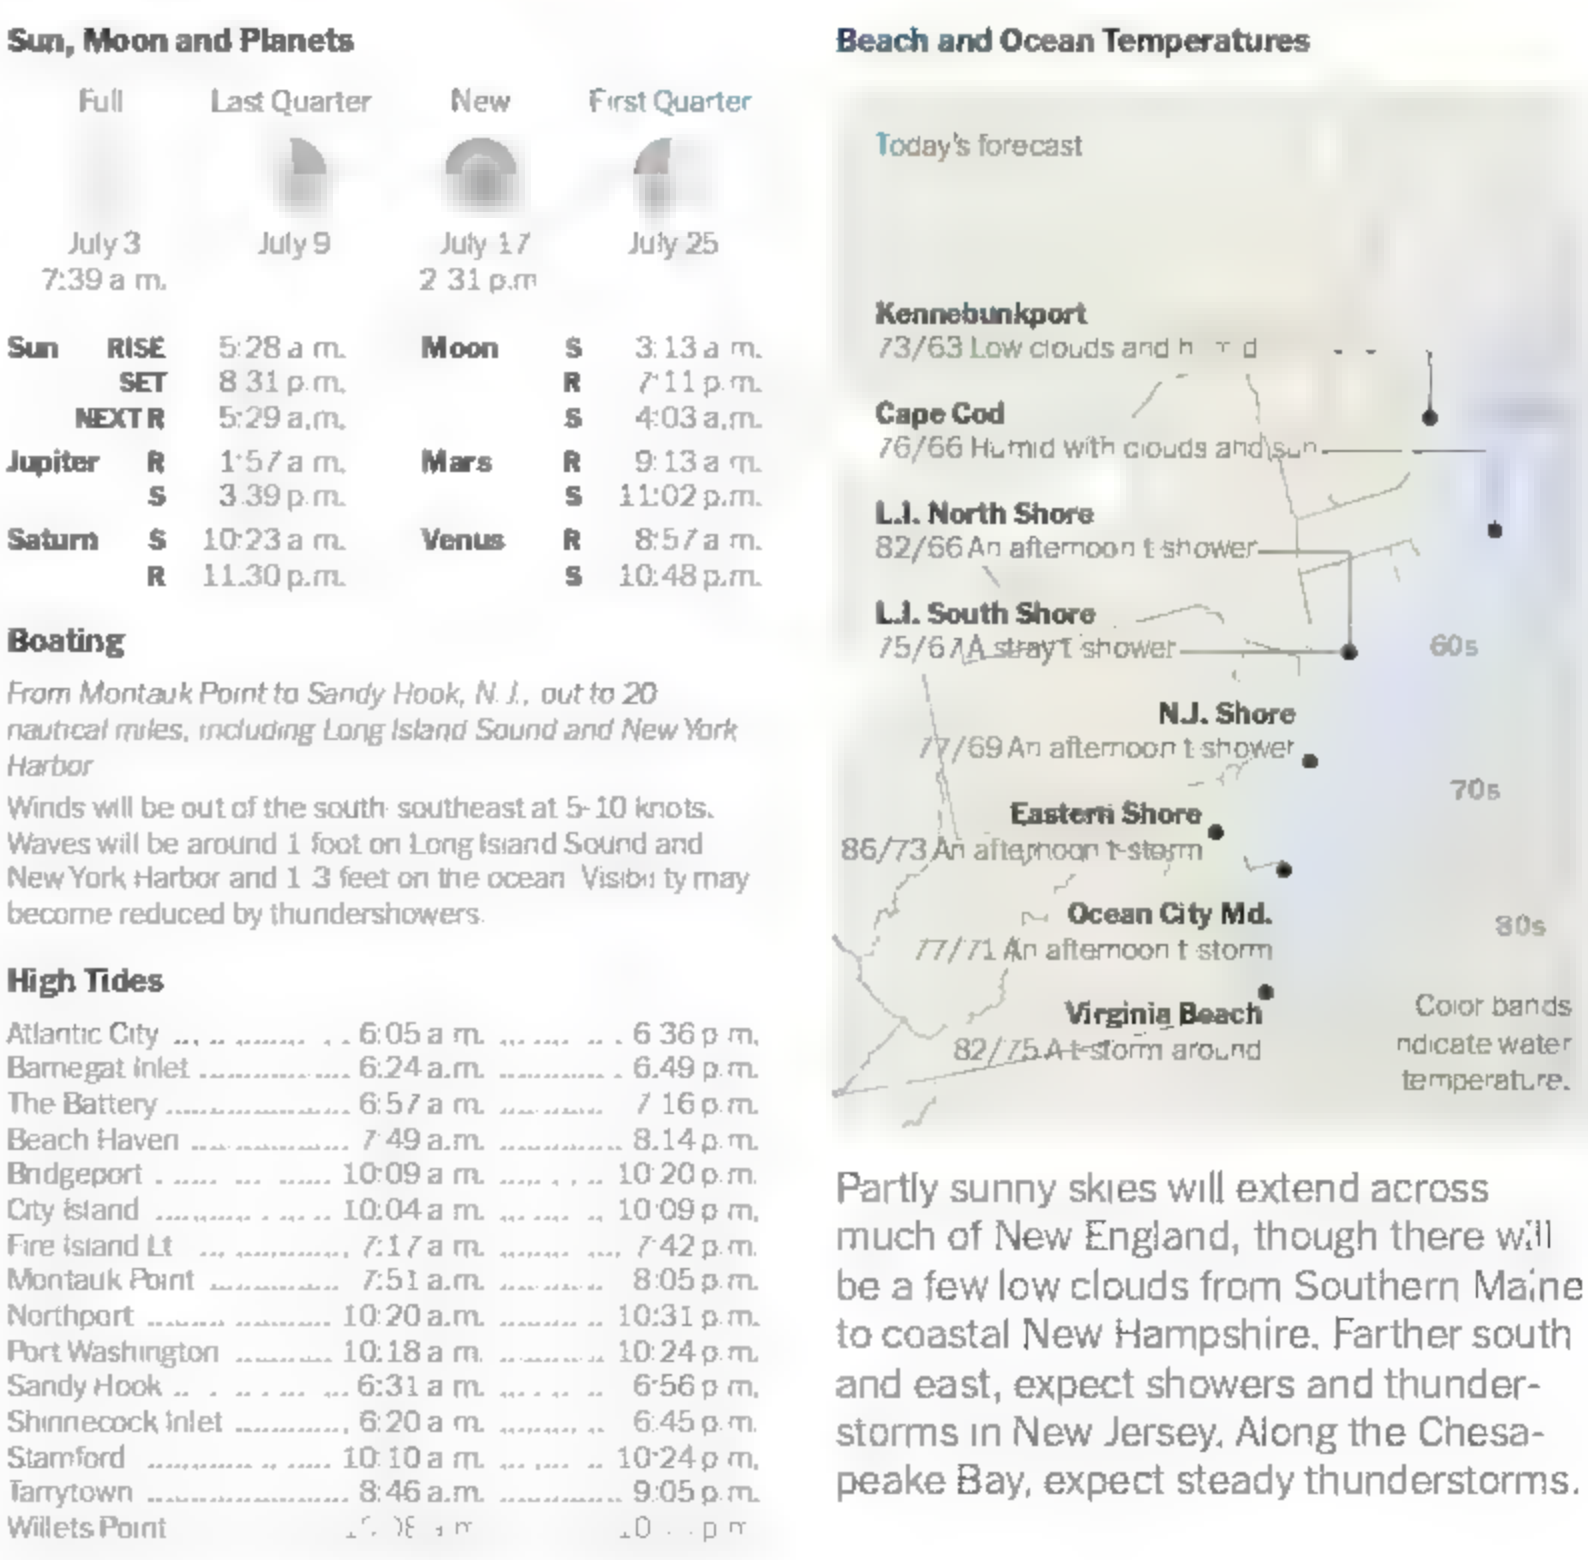 Sun, Moon and Planets
Full Last Quarter New First Quarter
July 3 July 9 July 17 July 25
7:39 a.m. 2:31 p.m.
Sun RISE 5:28 a.m. Moon S 3:13 a.m.
SET 8:31 p.m. R 7:11 p.m.
NEXT R 5:29 a.m. S 4:03 a.m.
Jupiter R 1:57 a.m. Mars R 9:13 a.m.
S 3:39 p.m. S 11:02 p.m.
Saturn S 10:23 a.m. Venus R 8:57 a.m.
R 11:30 p.m. S 10:48 p.m.
Boating
From Montauk Point to Sandy Hook, N.J., out to 20
nautical miles, including Long Island Sound and New York
Harbor
Winds will be out of the south-southeast at 5-10 knots.
Waves will be around 1 foot on Long Island Sound and
New York Harbor and 1-3 feet on the ocean. Visibility may
become reduced by thundershowers.
High Tides
Atlantic City .............. 6:05 a.m. .............. 6:36 p.m.
Barnegat Inlet .............. 6:24 a.m. .............. 6:49 p.m.
The Battery .............. 6:57 a.m. .............. 7:16 p.m.
Beach Haven .............. 7:49 a.m. .............. 8:14 p.m.
Bridgeport .............. 10:09 a.m. .............. 10:20 p.m.
City Island .............. 10:04 a.m. .............. 10:09 p.m.
Fire Island Lt .............. 7:17 a.m. .............. 7:42 p.m.
Montauk Point .............. 7:51 a.m. .............. 8:05 p.m.
Northport .............. 10:20 a.m. .............. 10:31 p.m.
Port Washington .............. 10:18 a.m. .............. 10:24 p.m.
Sandy Hook .............. 6:31 a.m. .............. 6:56 p.m.
Shinnecock Inlet .............. 6:20 a.m. .............. 6:45 p.m.
Stamford .............. 10:10 a.m. .............. 10:24 p.m.
Tarrytown .............. 8:46 a.m. .............. 9:05 p.m.
Willets Point
Beach and Ocean Temperatures
Today's forecast
Kennebunkport
73/63 Low clouds and humid
Cape Cod
76/66 Humid with clouds and sun
L.I. North Shore
82/66 An afternoon t-shower
L.I. South Shore
75/67 A stray t-shower
60s
N.J. Shore
77/69 An afternoon t-shower
70s
Eastern Shore
86/73 An afternoon t-storm
Ocean City Md.
77/71 An afternoon t-storm
80s
Virginia Beach
82/75 A t-storm around
Color bands
indicate water
temperature.
Partly sunny skies will extend across
much of New England, though there will
be a few low clouds from Southern Maine
to coastal New Hampshire. Farther south
and east, expect showers and thunder-
storms in New Jersey. Along the Chesa-
peake Bay, expect steady thunderstorms.